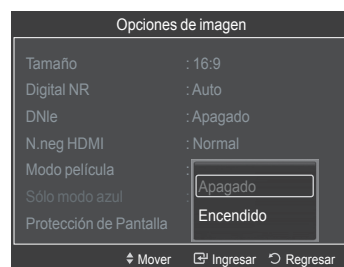 Opciones de imagen
Tamaño : 16:9
Digital NR : Auto
DNIe : Apagado
N.neg HDMI : Normal
Modo película :
Apagado
Sólo modo azul :
Encendido
Protección de Pantalla
Mover Ingresar Regresar